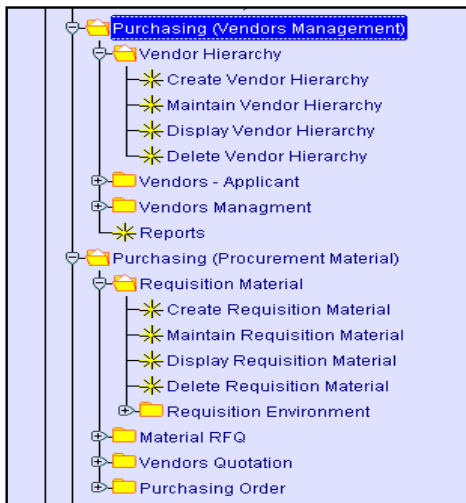 Purchasing (Vendors Management)
Vendor Hierarchy
Create Vendor Hierarchy
Maintain Vendor Hierarchy
Display Vendor Hierarchy
Delete Vendor Hierarchy
Vendors - Applicant
Vendors Managment
Reports
Purchasing (Procurement Material)
Requisition Material
Create Requisition Material
Maintain Requisition Material
Display Requisition Material
Delete Requisition Material
Requisition Environment
Material RFQ
Vendors Quotation
Purchasing Order